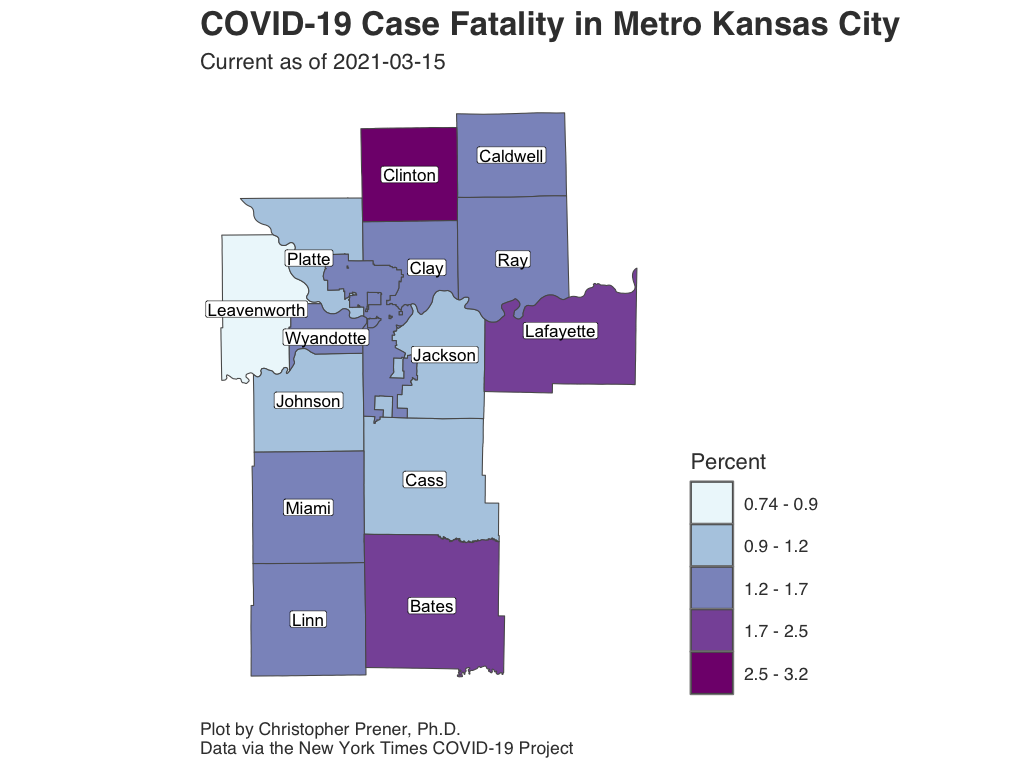 COVID-19 Case Fatality in Metro Kansas City
Current as of 2021-03-15
Caldwell
Clinton
Platte
Clay
Ray
Leavenworth
Wyandotte
Lafayette
Jackson
Johnson
Cass
Miami
Bates
Linn
Percent
0.74 - 0.9
0.9 - 1.2
1.2 - 1.7
1.7 - 2.5
2.5 - 3.2
Plot by Christopher Prener, Ph.D.
Data via the New York Times COVID-19 Project